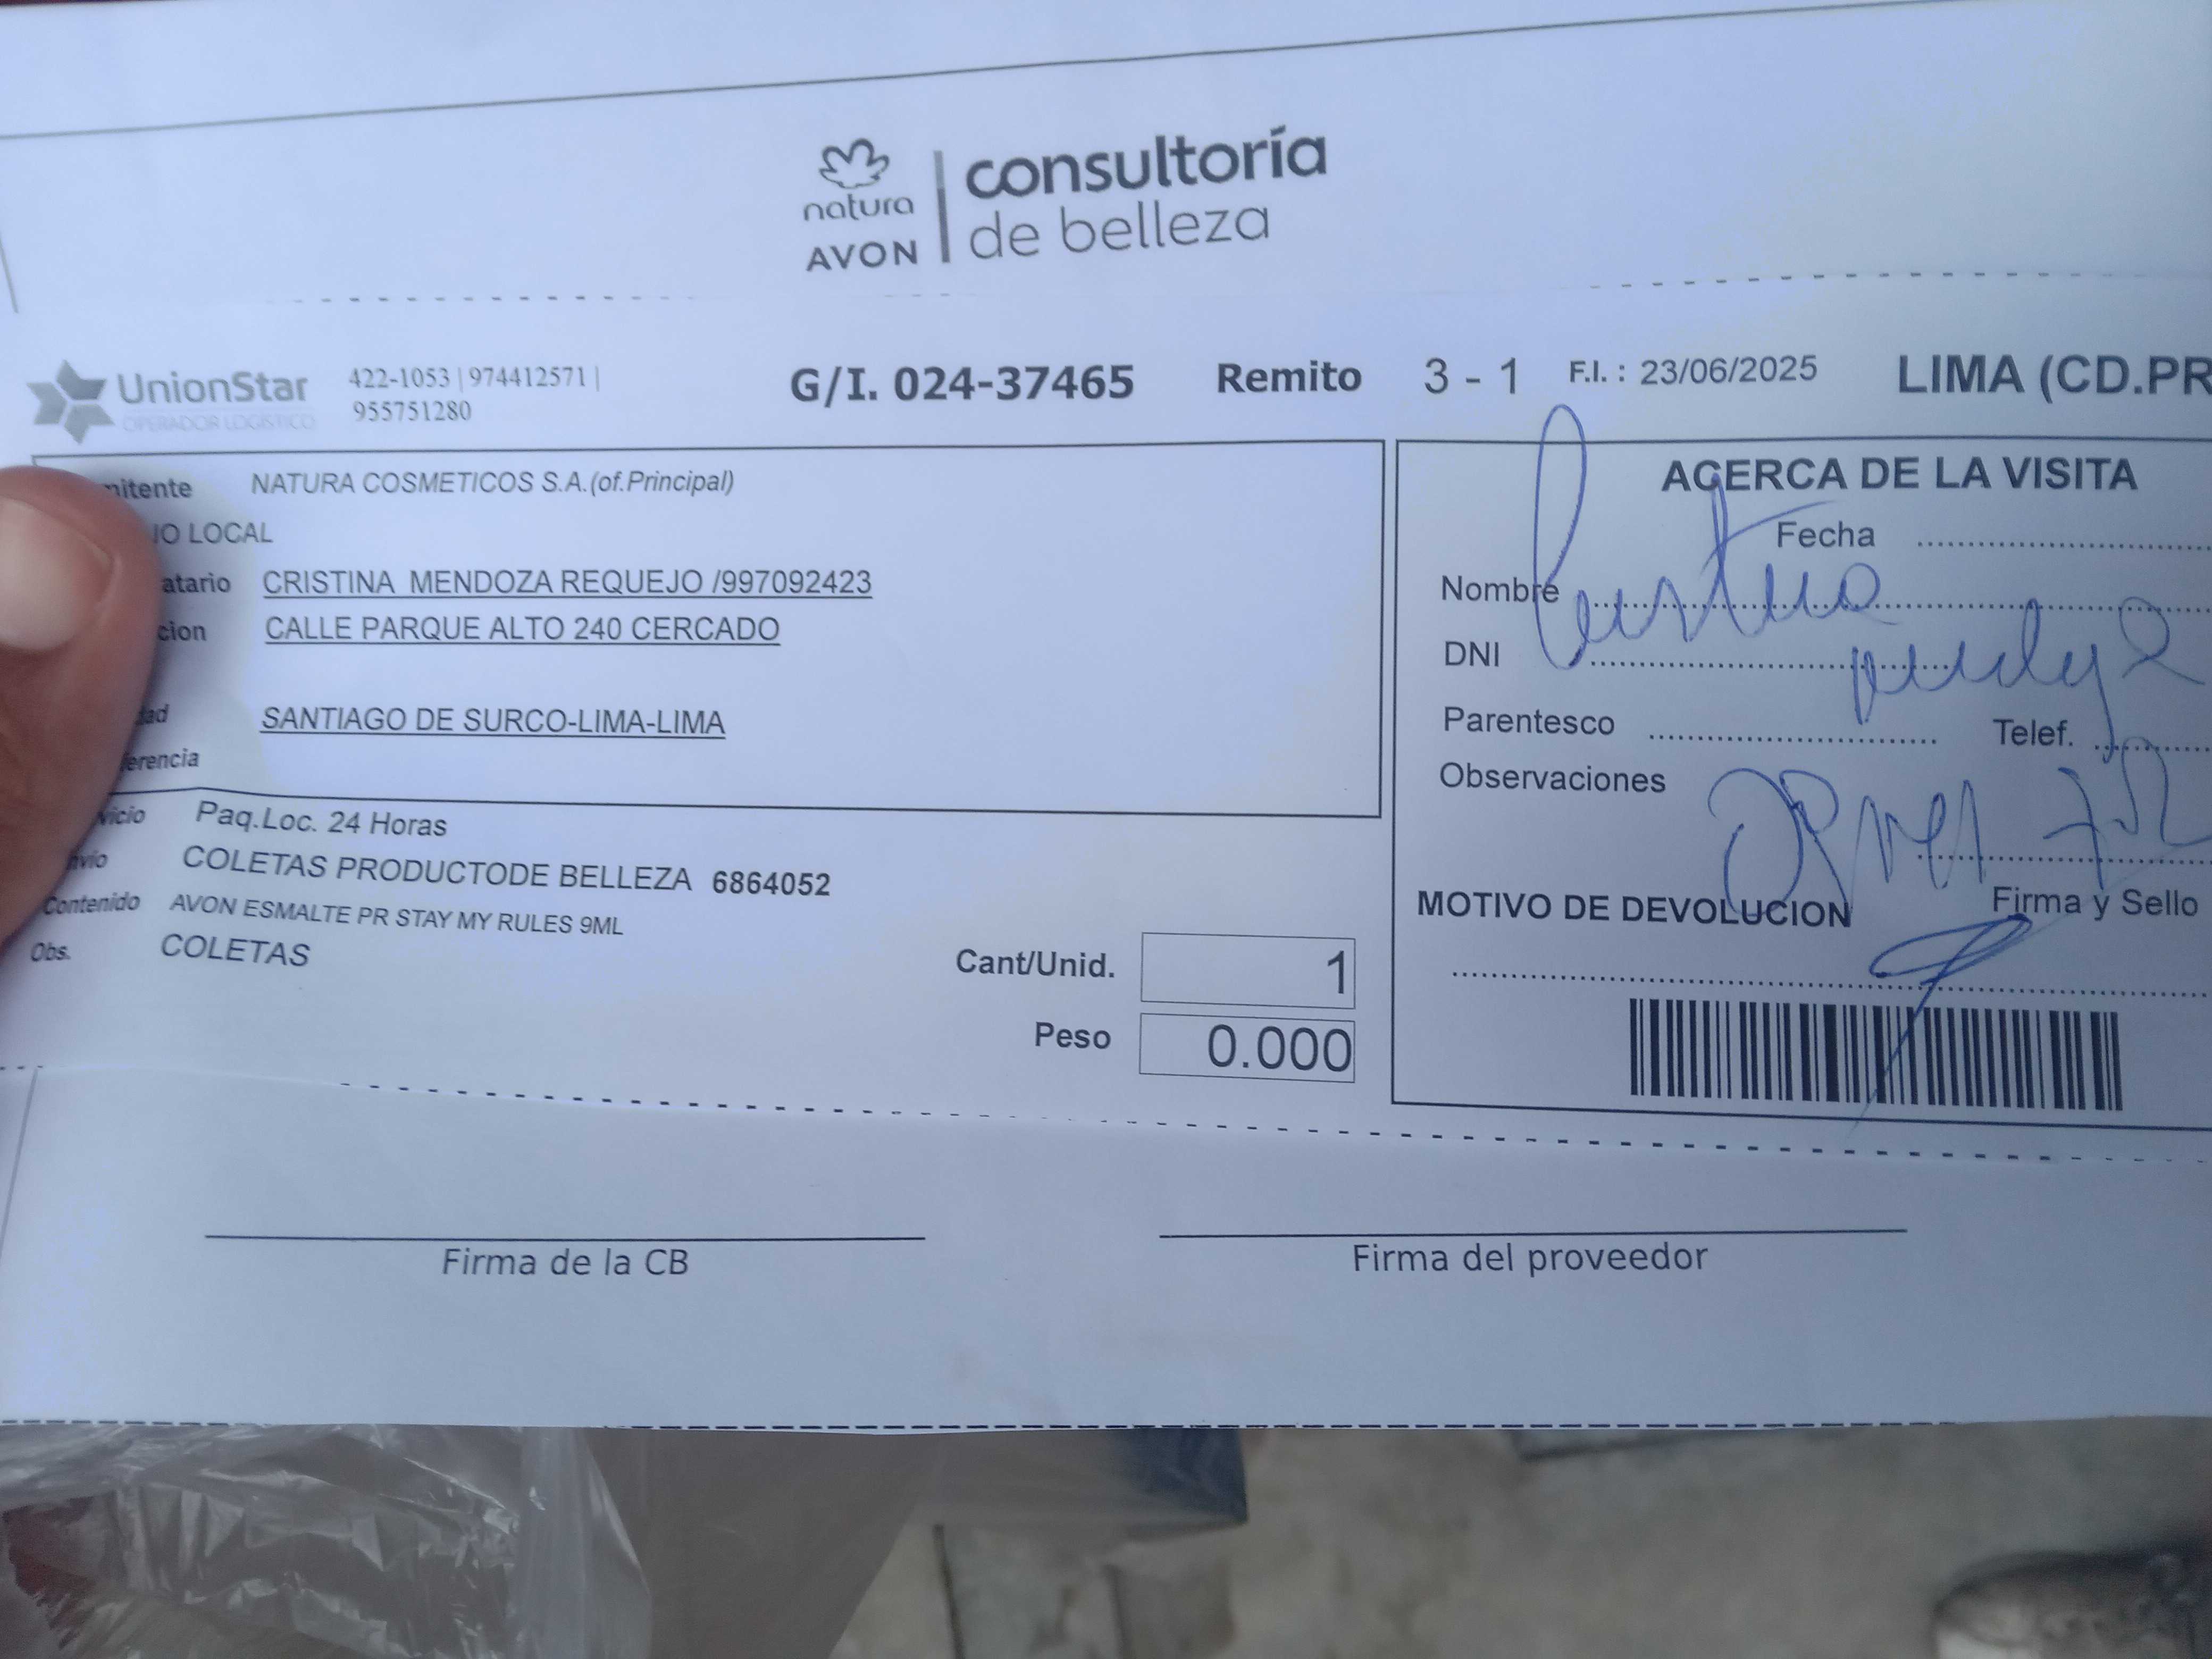 natura
AVON
consultoría
de belleza
UnionStar
OPERADOR LOGISTICO
422-1053 | 974412571 |
955751280
G/I. 024-37465 Remito 3 - 1 F.I. : 23/06/2025 LIMA (CD.PR
mitente NATURA COSMETICOS S.A.(of.Principal)
IO LOCAL
atario CRISTINA MENDOZA REQUEJO /997092423
cion CALLE PARQUE ALTO 240 CERCADO
dad SANTIAGO DE SURCO-LIMA-LIMA
erencia
vicio Paq.Loc. 24 Horas
nvio COLETAS PRODUCTODE BELLEZA 6864052
Contenido AVON ESMALTE PR STAY MY RULES 9ML
Obs. COLETAS
Cant/Unid. 1
Peso 0.000
ACERCA DE LA VISITA
Fecha
Nombre
DNI
Parentesco Telef.
Observaciones
MOTIVO DE DEVOLUCION Firma y Sello
Firma de la CB Firma del proveedor